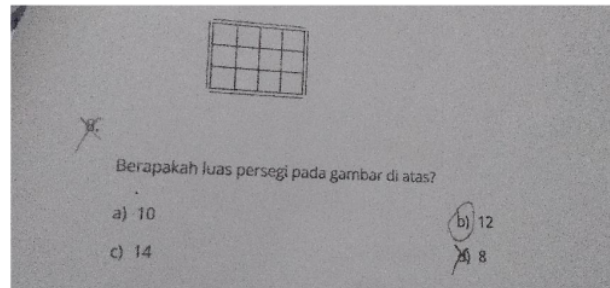 8.
Berapakah luas persegi pada gambar di atas?
a) 10
b) 12
c) 14
d) 8